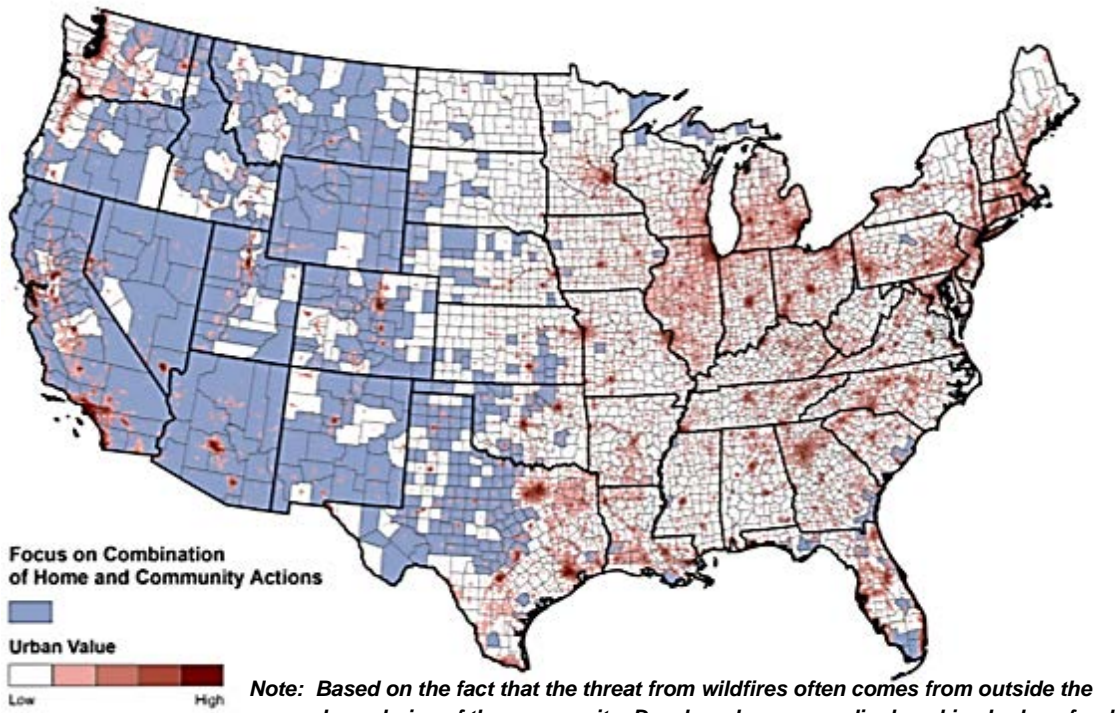 Focus on Combination
of Home and Community Actions
Urban Value
Low High
Note: Based on the fact that the threat from wildfires often comes from outside the